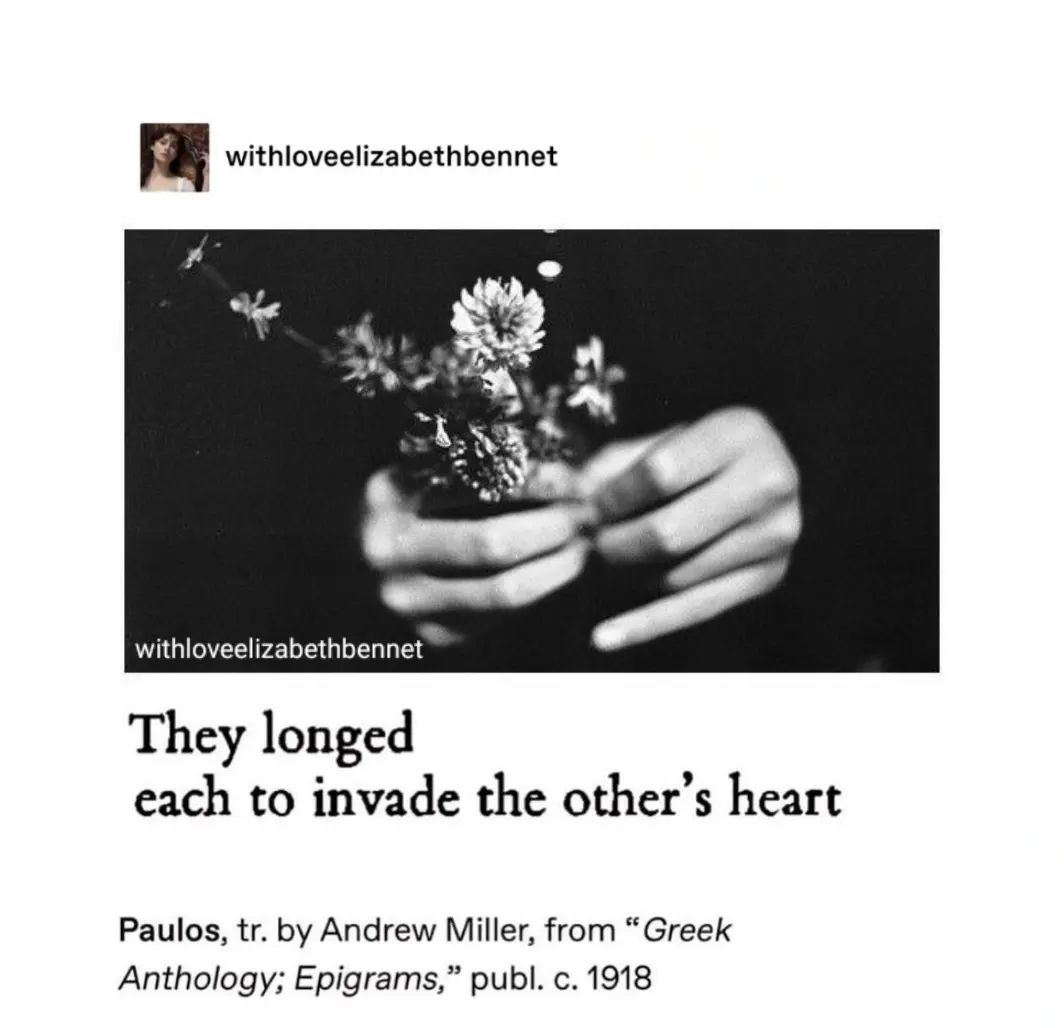 withloveelizabethbennet
withloveelizabethbennet
They longed
each to invade the other’s heart
Paulos, tr. by Andrew Miller, from “Greek
Anthology; Epigrams,” publ. c. 1918